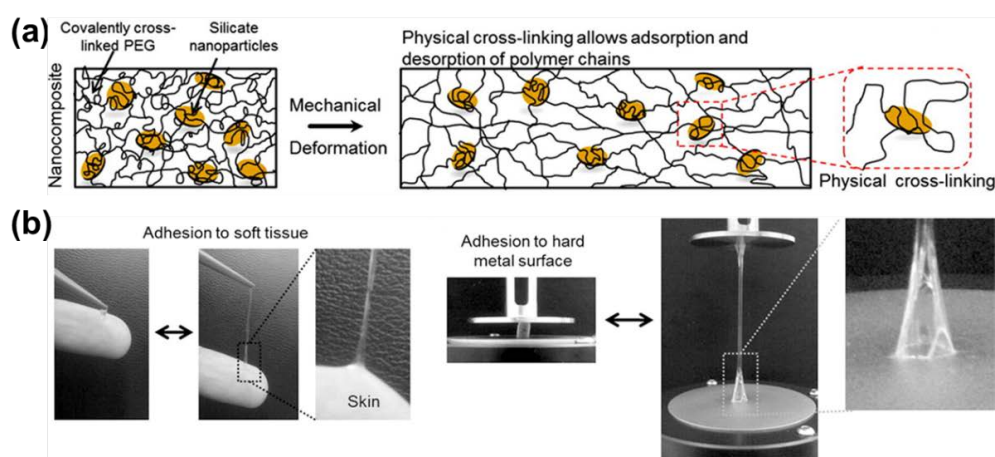 (a)
Covalently cross-
linked PEG
Silicate
nanoparticles
Nanocomposite
Mechanical
Deformation
Physical cross-linking allows adsorption and
desorption of polymer chains
Physical cross-linking
(b)
Adhesion to soft tissue
Skin
Adhesion to hard
metal surface